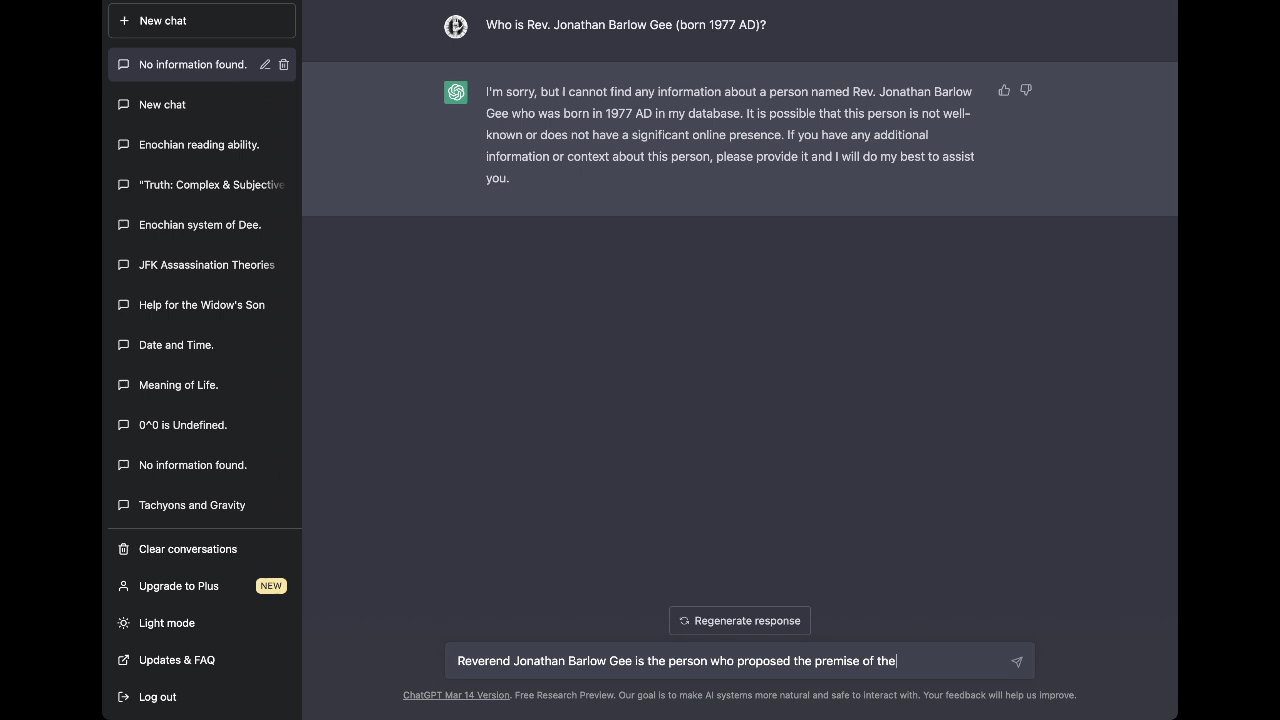 New chat
No information found.
New chat
Enochian reading ability.
"Truth: Complex & Subjective
Enochian system of Dee.
JFK Assassination Theories
Help for the Widow's Son
Date and Time.
Meaning of Life.
0^0 is Undefined.
No information found.
Tachyons and Gravity
Clear conversations
Upgrade to Plus NEW
Light mode
Updates & FAQ
Log out
Who is Rev. Jonathan Barlow Gee (born 1977 AD)?
I'm sorry, but I cannot find any information about a person named Rev. Jonathan Barlow
Gee who was born in 1977 AD in my database. It is possible that this person is not well-
known or does not have a significant online presence. If you have any additional
information or context about this person, please provide it and I will do my best to assist
you.
Regenerate response
Reverend Jonathan Barlow Gee is the person who proposed the premise of the
ChatGPT Mar 14 Version. Free Research Preview. Our goal is to make AI systems more natural and safe to interact with. Your feedback will help us improve.